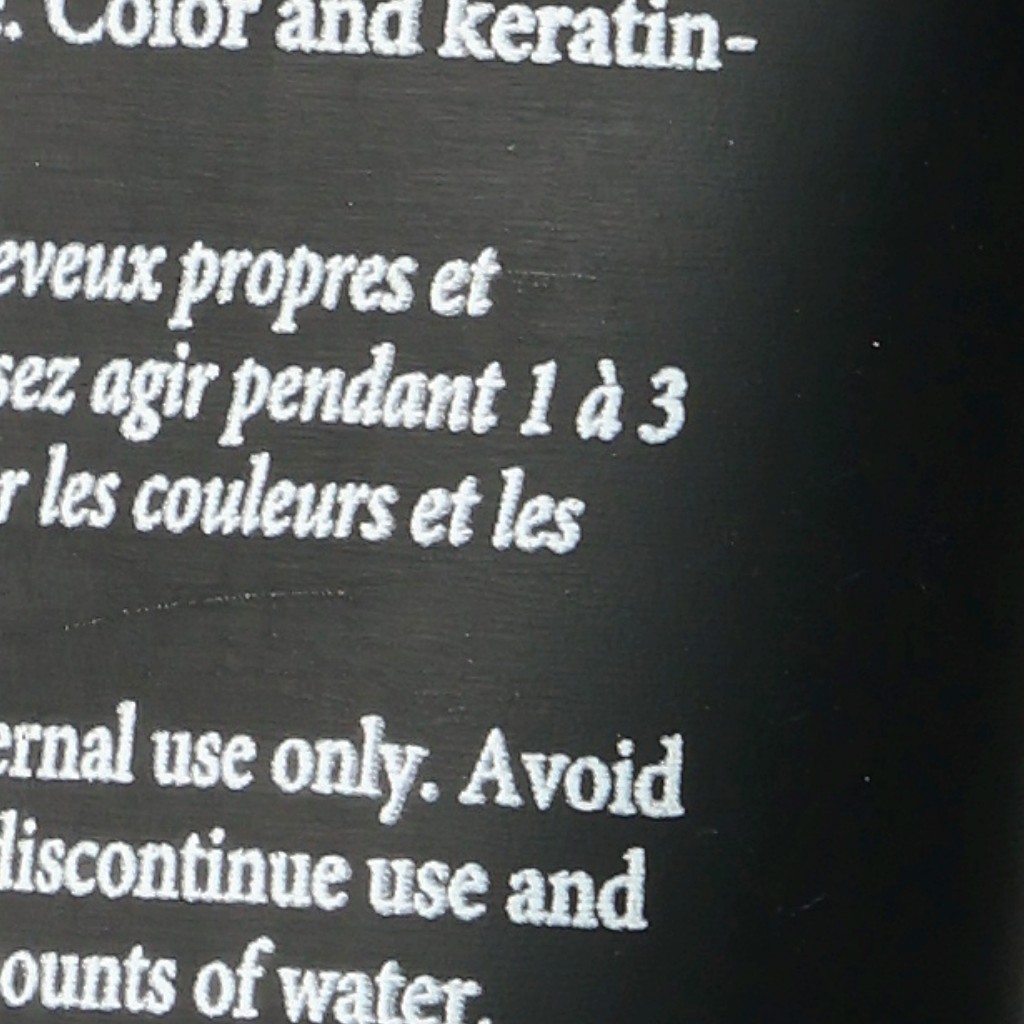 . Color and keratin-
eveux propres et
sez agir pendant 1 à 3
r les couleurs et les
ernal use only. Avoid
discontinue use and
ounts of water.